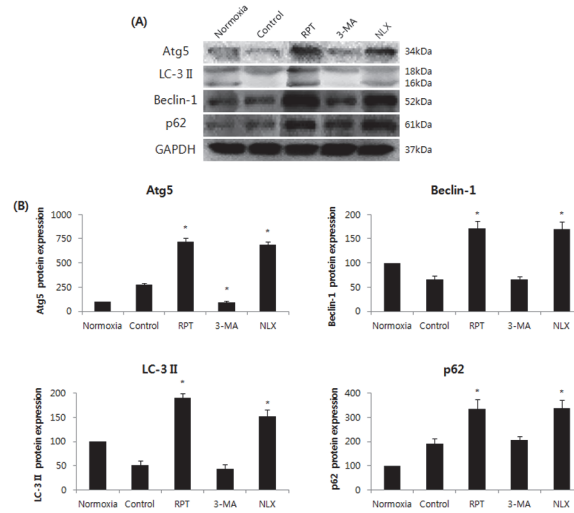 (A)
Normoxia Control RPT 3-MA NLX
Atg5 34kDa
LC-3 II 18kDa
16kDa
Beclin-1 52kDa
p62 61kDa
GAPDH 37kDa
(B)
Atg5
Atg5 protein expression
1000
750
500
250
0
* * *
Normoxia Control RPT 3-MA NLX
Beclin-1
Beclin-1 protein expression
200
150
100
50
0
* *
Normoxia Control RPT 3-MA NLX
LC-3 II
LC-3 II protein expression
200
150
100
50
0
* *
Normoxia Control RPT 3-MA NLX
p62
p62 protein expression
400
300
200
100
0
* *
Normoxia Control RPT 3-MA NLX